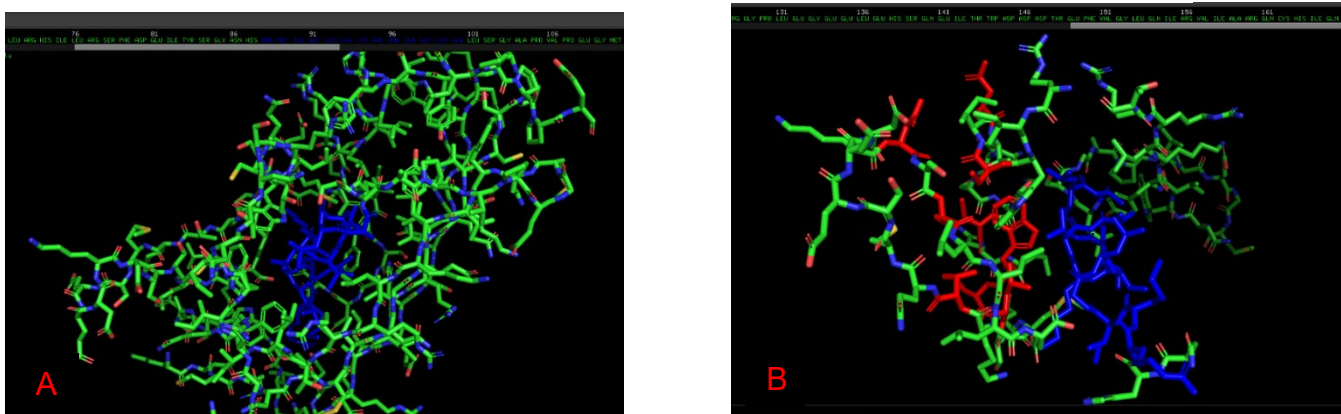 76 81 86 91 96 101 106
LEU ARG HIS ILE LEU ARG SER PHE ASP GLU ILE TYR SER GLY ASN HIS LEU SER GLY ALA PRO VAL PRO GLU GLY MET
A
131 136 141 146 151 156 161
RG GLY PRO LEU GLU GLY GLU GLU LEU GLU HIS SER GLN GLU ILE THR TRP ASP ASP THR GLU PHE VAL GLY LEU GLN ILE ARG VAL ILE ALA ARG GLN CYS HIS ILE GLN
B